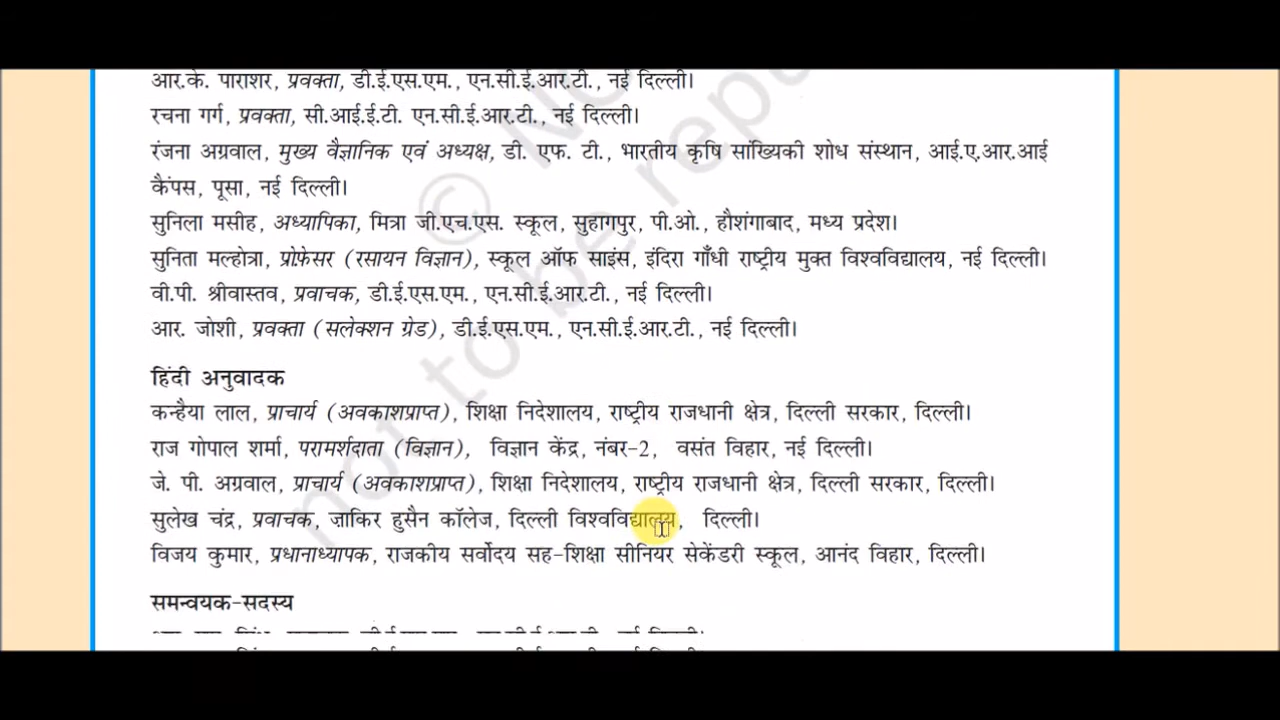 आर.के. पाराशर, प्रवक्ता, डी.ई.एस.एम., एन.सी.ई.आर.टी., नई दिल्ली।
रचना गर्ग, प्रवक्ता, सी.आई.ई.टी. एन.सी.ई.आर.टी., नई दिल्ली।
रंजना अग्रवाल, मुख्य वैज्ञानिक एवं अध्यक्ष, डी. एफ. टी., भारतीय कृषि सांख्यिकी शोध संस्थान, आई.ए.आर.आई
कैंपस, पूसा, नई दिल्ली।
सुनिला मसीह, अध्यापिका, मित्रा जी.एच.एस. स्कूल, सुहागपुर, पी.ओ., हौशंगाबाद, मध्य प्रदेश।
सुनिता मल्होत्रा, प्रोफ़ेसर (रसायन विज्ञान), स्कूल ऑफ साइंस, इंदिरा गाँधी राष्ट्रीय मुक्त विश्वविद्यालय, नई दिल्ली।
वी.पी. श्रीवास्तव, प्रवाचक, डी.ई.एस.एम., एन.सी.ई.आर.टी., नई दिल्ली।
आर. जोशी, प्रवक्ता (सलेक्शन ग्रेड), डी.ई.एस.एम., एन.सी.ई.आर.टी., नई दिल्ली।
हिंदी अनुवादक
कन्हैया लाल, प्राचार्य (अवकाशप्राप्त), शिक्षा निदेशालय, राष्ट्रीय राजधानी क्षेत्र, दिल्ली सरकार, दिल्ली।
राज गोपाल शर्मा, परामर्शदाता (विज्ञान), विज्ञान केंद्र, नंबर-2, वसंत विहार, नई दिल्ली।
जे. पी. अग्रवाल, प्राचार्य (अवकाशप्राप्त), शिक्षा निदेशालय, राष्ट्रीय राजधानी क्षेत्र, दिल्ली सरकार, दिल्ली।
सुलेख चंद्र, प्रवाचक, ज़ाकिर हुसैन कॉलेज, दिल्ली विश्वविद्यालय, दिल्ली।
विजय कुमार, प्रधानाध्यापक, राजकीय सर्वोदय सह-शिक्षा सीनियर सेकेंडरी स्कूल, आनंद विहार, दिल्ली।
समन्वयक-सदस्य
not to be